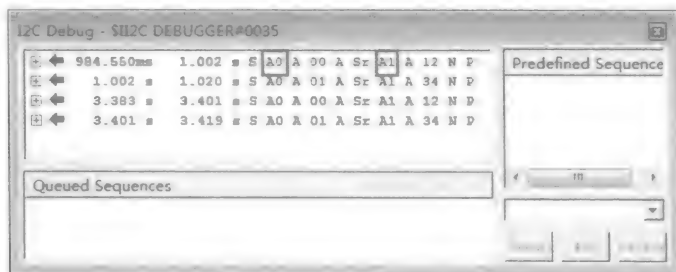 I2C Debug - $II2C DEBUGGER#0035
984.550ms 1.002 s S A0 A 00 A Sr A1 A 12 N P
1.002 s 1.020 s S A0 A 01 A Sr A1 A 34 N P
3.383 s 3.401 s S A0 A 00 A Sr A1 A 12 N P
3.401 s 3.419 s S A0 A 01 A Sr A1 A 34 N P
Predefined Sequence
Queued Sequences